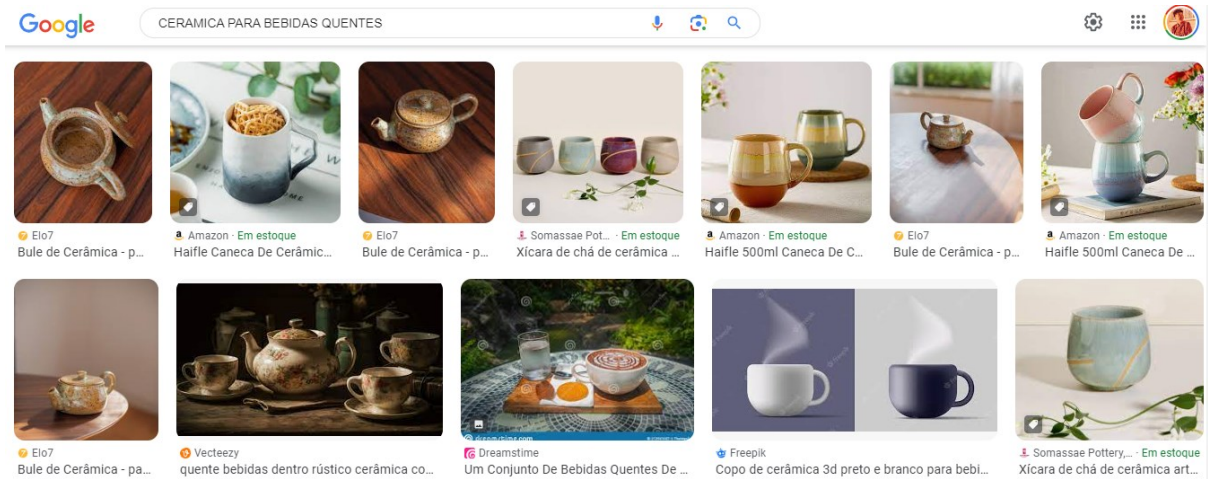 Google
CERAMICA PARA BEBIDAS QUENTES
Elo7
Bule de Cerâmica - p...
Amazon · Em estoque
Haifle Caneca De Cerâmic...
Elo7
Bule de Cerâmica - p...
Somassae Pot... · Em estoque
Xícara de chá de cerâmica ...
Amazon · Em estoque
Haifle 500ml Caneca De C...
Elo7
Bule de Cerâmica - p...
Amazon · Em estoque
Haifle 500ml Caneca De ...
Elo7
Bule de Cerâmica - pa...
Vecteezy
quente bebidas dentro rústico cerâmica co...
dreamstime.com
Dreamstime
Um Conjunto De Bebidas Quentes De ...
Freepik
Copo de cerâmica 3d preto e branco para bebi...
Somassae Pottery,... · Em estoque
Xícara de chá de cerâmica art...